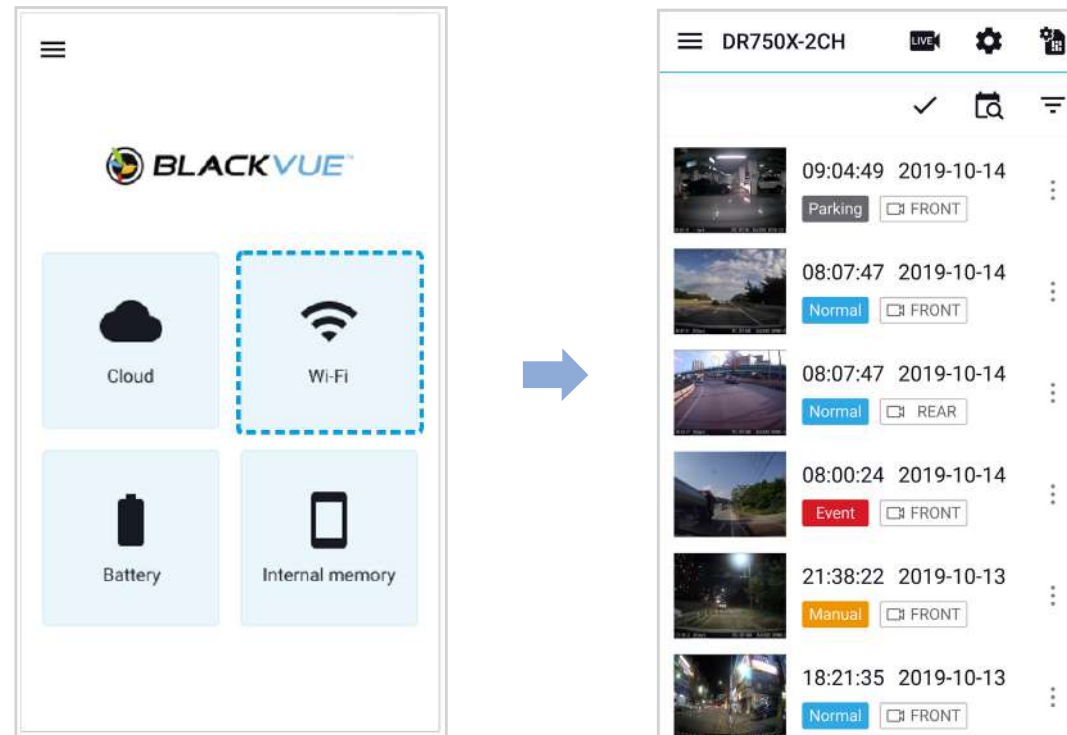 BLACKVUE™
Cloud
Wi-Fi
Battery
Internal memory
DR750X-2CH
LIVE
09:04:49 2019-10-14
Parking FRONT
08:07:47 2019-10-14
Normal FRONT
08:07:47 2019-10-14
Normal REAR
08:00:24 2019-10-14
Event FRONT
21:38:22 2019-10-13
Manual FRONT
18:21:35 2019-10-13
Normal FRONT